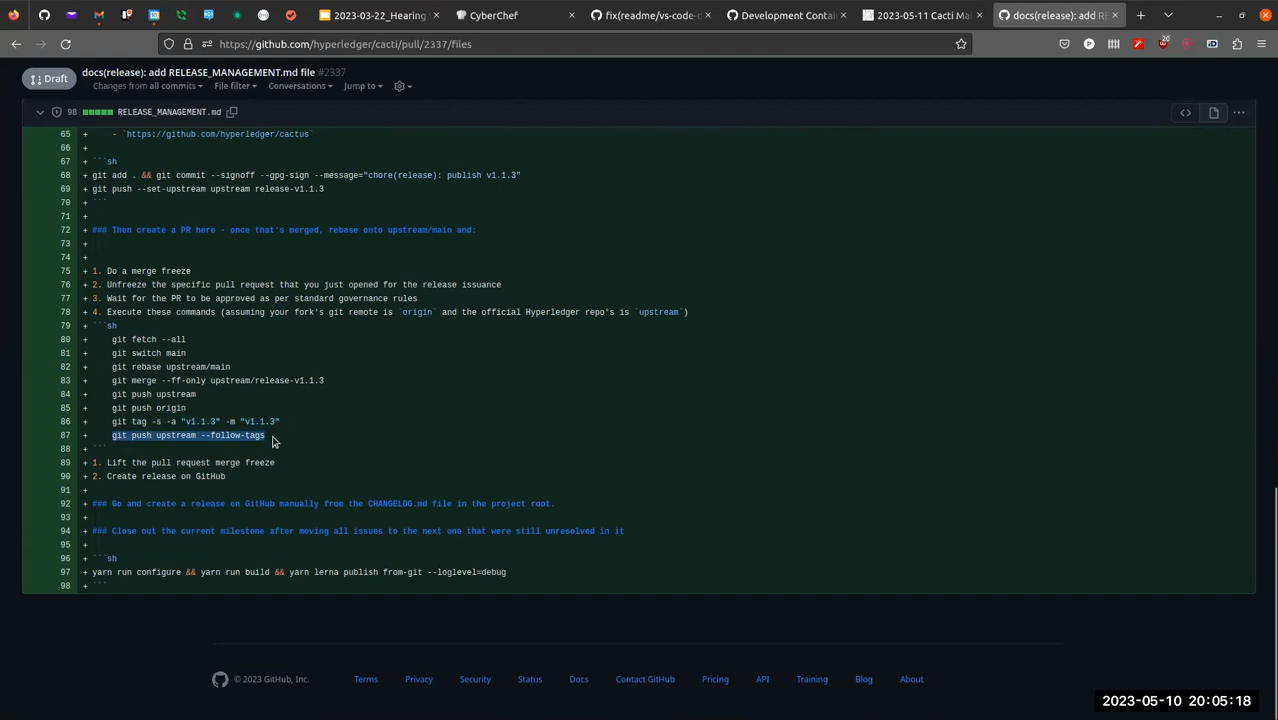 2023-03-22_Hearing
CyberChef
fix(readme/vs-code-d
Development Contai
2023-05-11 Cacti Mai
docs(release): add RE
https://github.com/hyperledger/cacti/pull/2337/files
20
Draft
docs(release): add RELEASE_MANAGEMENT.md file #2337
Changes from all commits
File filter
Conversations
Jump to
98
RELEASE_MANAGEMENT.md
65 + - `https://github.com/hyperledger/cactus`
66 +
67 + ```sh
68 + git add . && git commit --signoff --gpg-sign --message="chore(release): publish v1.1.3"
69 + git push --set-upstream upstream release-v1.1.3
70 + ```
71 +
72 + ### Then create a PR here - once that's merged, rebase onto upstream/main and:
73 +
74 +
75 + 1. Do a merge freeze
76 + 2. Unfreeze the specific pull request that you just opened for the release issuance
77 + 3. Wait for the PR to be approved as per standard governance rules
78 + 4. Execute these commands (assuming your fork's git remote is `origin` and the official Hyperledger repo's is `upstream`)
79 + ```sh
80 + git fetch --all
81 + git switch main
82 + git rebase upstream/main
83 + git merge --ff-only upstream/release-v1.1.3
84 + git push upstream
85 + git push origin
86 + git tag -s -a "v1.1.3" -m "v1.1.3"
87 + git push upstream --follow-tags
88 + ```
89 + 1. Lift the pull request merge freeze
90 + 2. Create release on GitHub
91 +
92 + ### Go and create a release on GitHub manually from the CHANGELOG.md file in the project root.
93 +
94 + ### Close out the current milestone after moving all issues to the next one that were still unresolved in it
95 +
96 + ```sh
97 + yarn run configure && yarn run build && yarn lerna publish from-git --loglevel=debug
98 + ```
© 2023 GitHub, Inc.
Terms
Privacy
Security
Status
Docs
Contact GitHub
Pricing
API
Training
Blog
About
2023-05-10 20:05:18